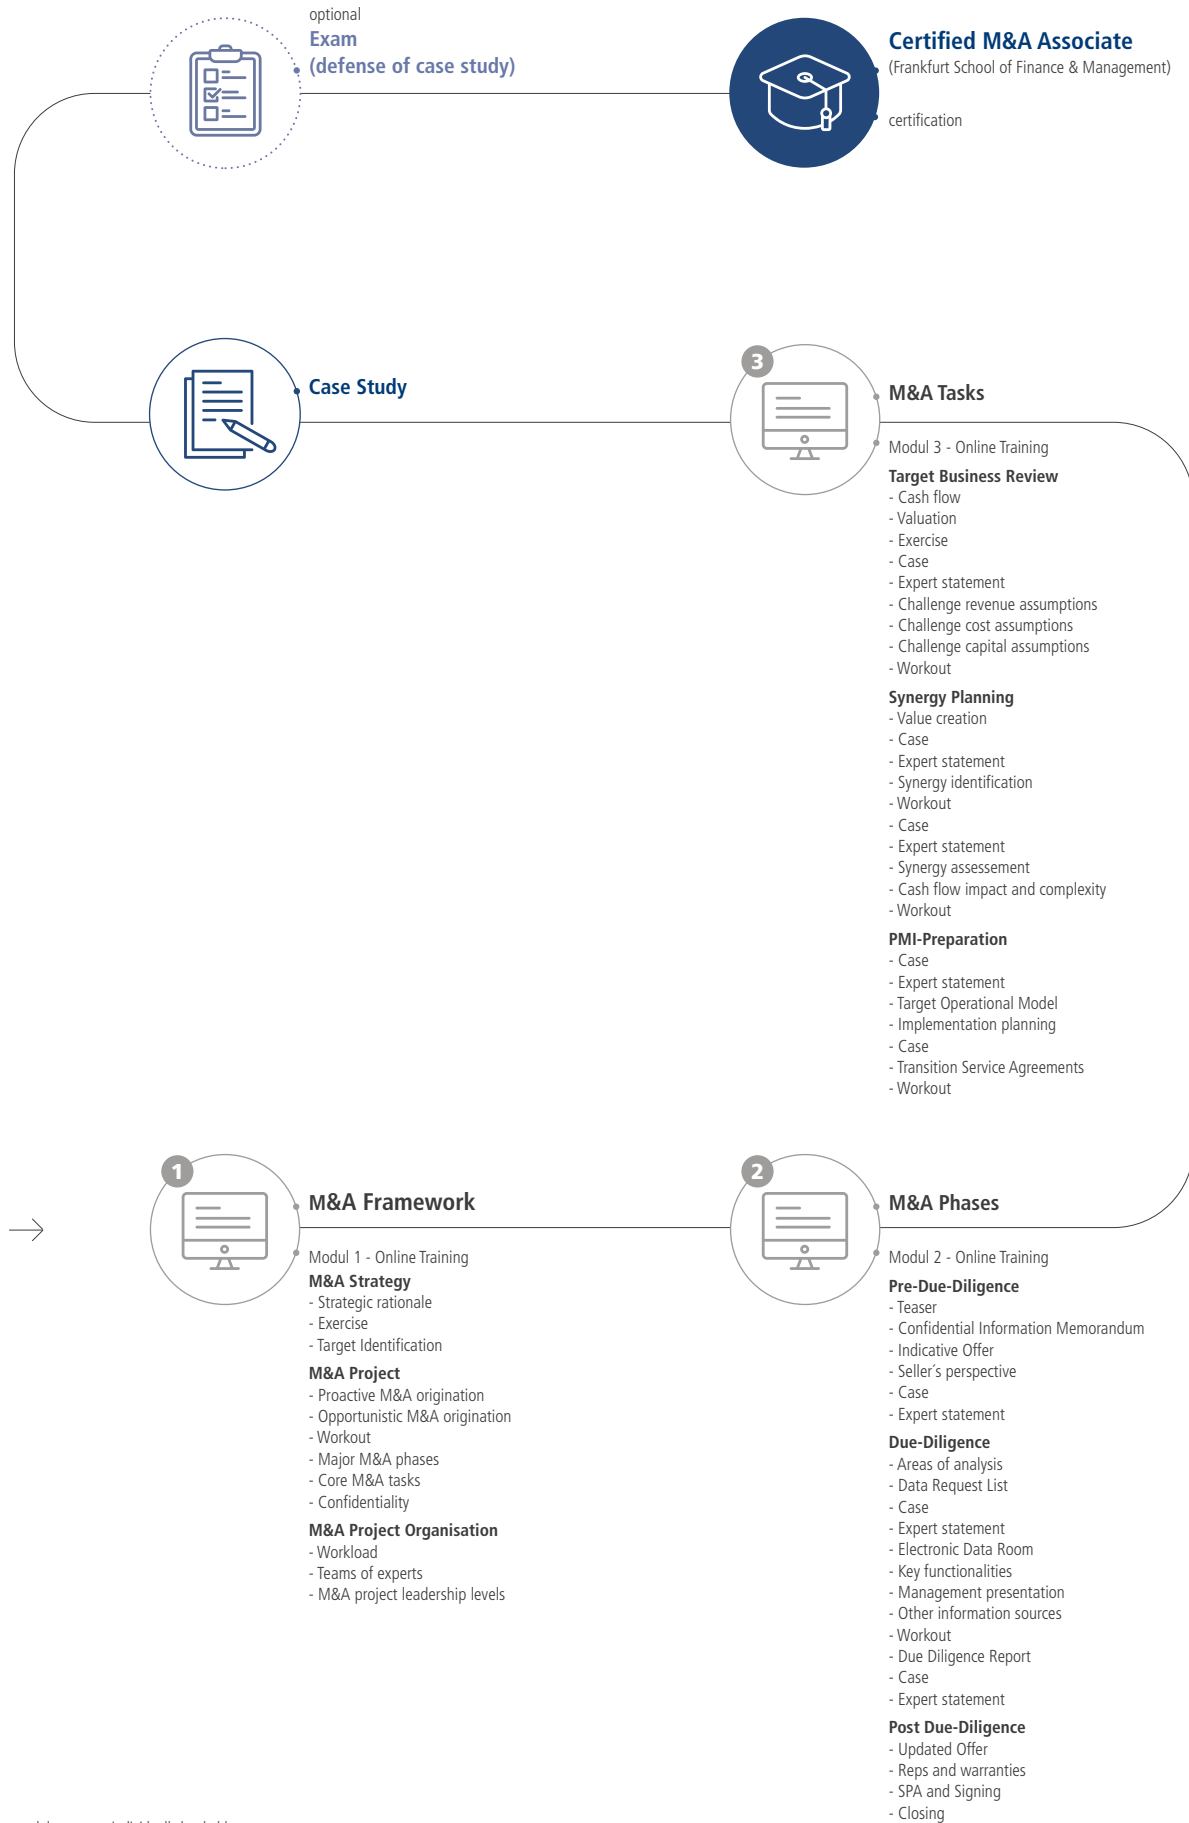 optional
Exam
(defense of case study)
Certified M&A Associate
(Frankfurt School of Finance & Management)
certification
Case Study
3
M&A Tasks
Modul 3 - Online Training
Target Business Review
- Cash flow
- Valuation
- Exercise
- Case
- Expert statement
- Challenge revenue assumptions
- Challenge cost assumptions
- Challenge capital assumptions
- Workout
Synergy Planning
- Value creation
- Case
- Expert statement
- Synergy identification
- Workout
- Case
- Expert statement
- Synergy assessement
- Cash flow impact and complexity
- Workout
PMI-Preparation
- Case
- Expert statement
- Target Operational Model
- Implementation planning
- Case
- Transition Service Agreements
- Workout
1
M&A Framework
Modul 1 - Online Training
M&A Strategy
- Strategic rationale
- Exercise
- Target Identification
M&A Project
- Proactive M&A origination
- Opportunistic M&A origination
- Workout
- Major M&A phases
- Core M&A tasks
- Confidentiality
M&A Project Organisation
- Workload
- Teams of experts
- M&A project leadership levels
2
M&A Phases
Modul 2 - Online Training
Pre-Due-Diligence
- Teaser
- Confidential Information Memorandum
- Indicative Offer
- Seller´s perspective
- Case
- Expert statement
Due-Diligence
- Areas of analysis
- Data Request List
- Case
- Expert statement
- Electronic Data Room
- Key functionalities
- Management presentation
- Other information sources
- Workout
- Due Diligence Report
- Case
- Expert statement
Post Due-Diligence
- Updated Offer
- Reps and warranties
- SPA and Signing
- Closing